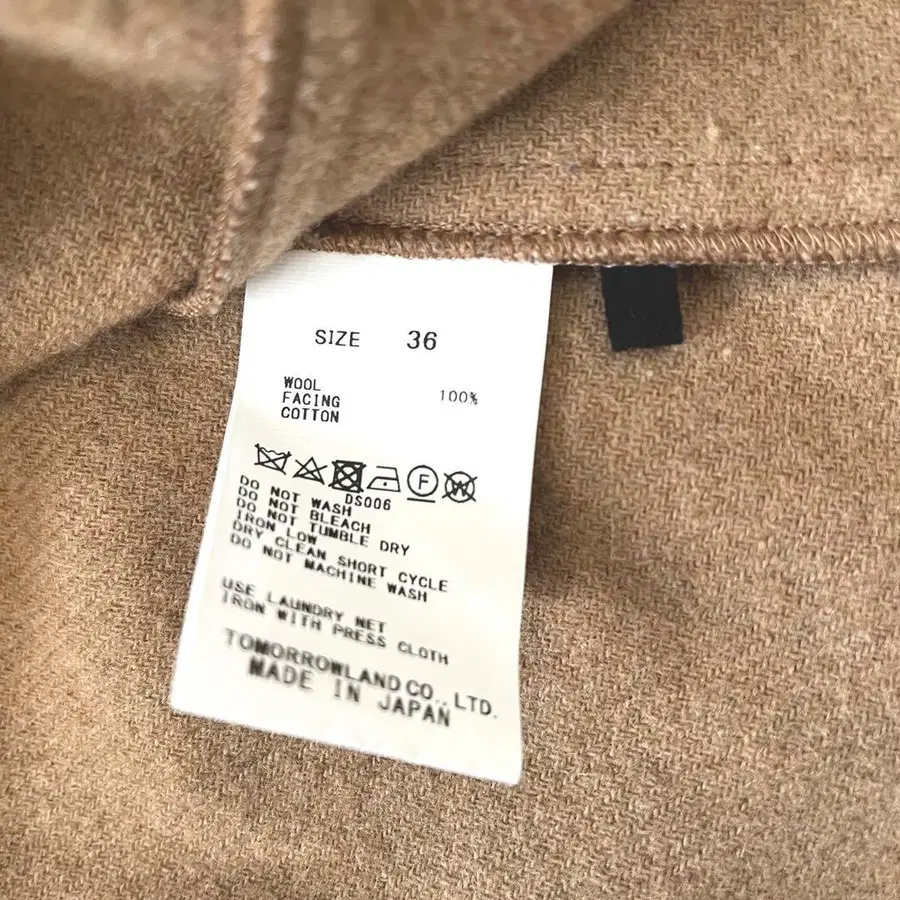 SIZE 36
WOOL 100%
FACING
COTTON
F
W
DS006
DO NOT WASH
DO NOT BLEACH
DO NOT TUMBLE DRY
IRON LOW
DRY CLEAN SHORT CYCLE
DO NOT MACHINE WASH
USE LAUNDRY NET
IRON WITH PRESS CLOTH
TOMORROWLAND CO., LTD.
MADE IN JAPAN